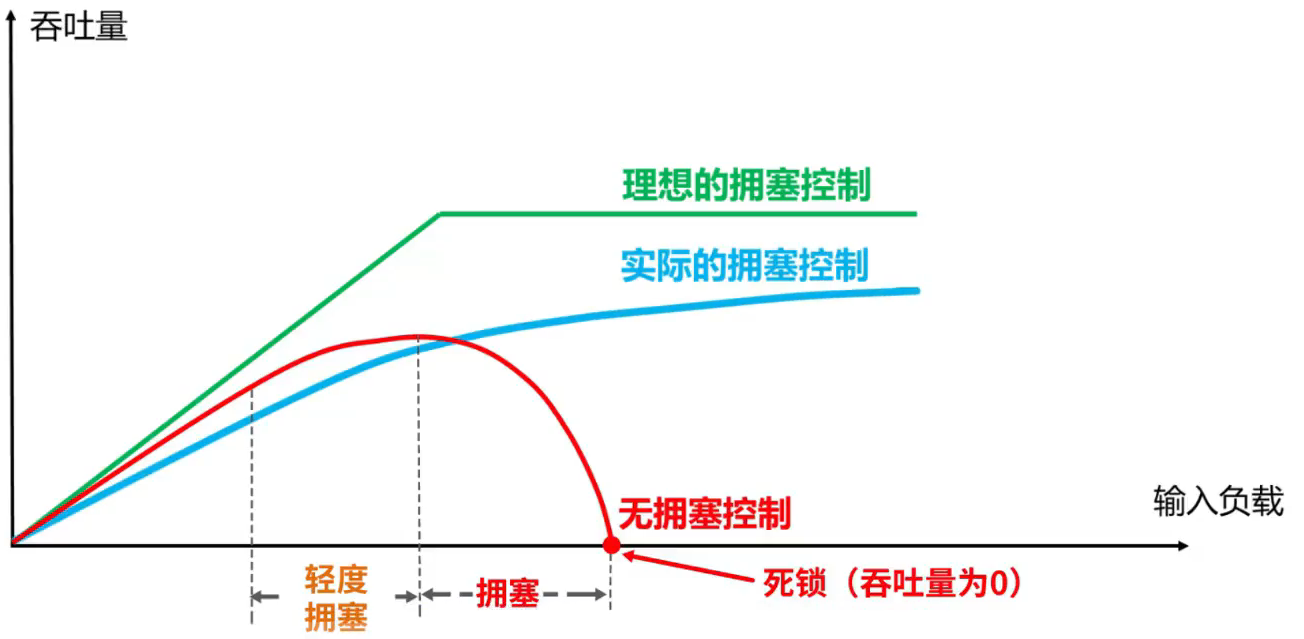 吞吐量
理想的拥塞控制
实际的拥塞控制
输入负载
无拥塞控制
轻度
拥塞
拥塞
死锁（吞吐量为0）